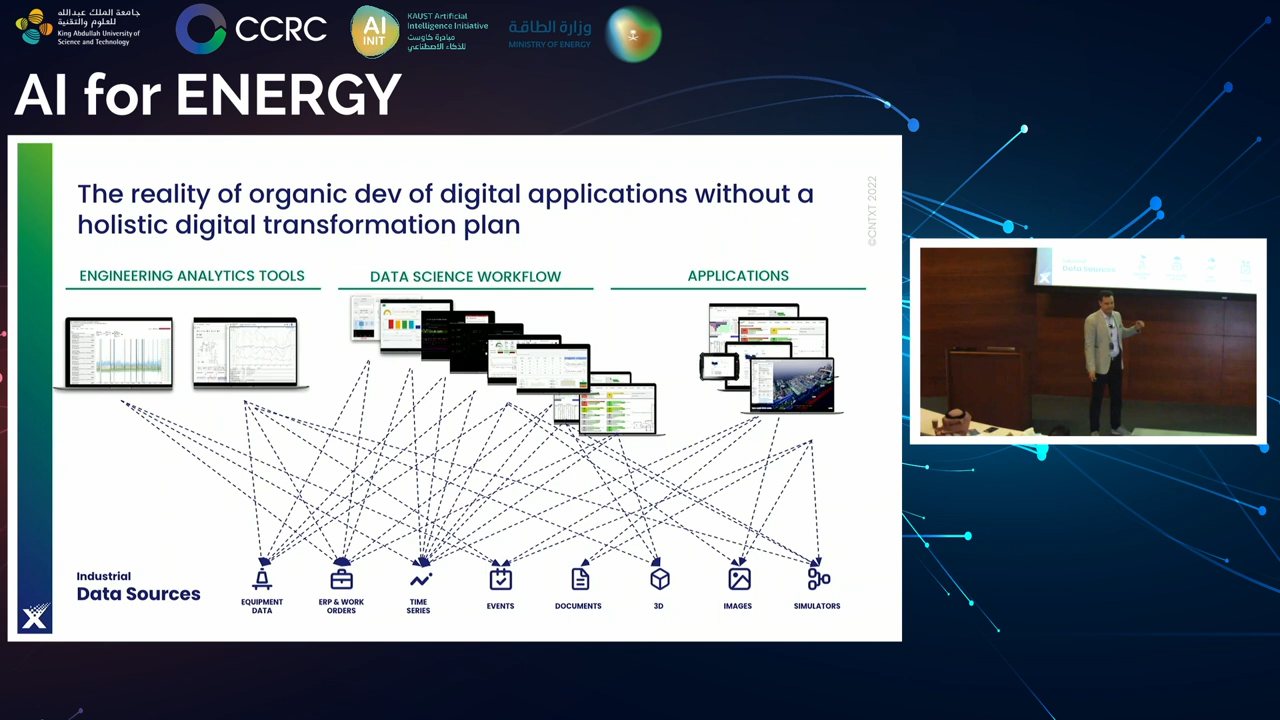 جامعة الملك عبدالله
للعلوم والتقنية
King Abdullah University of
Science and Technology
CCRC
AI
INIT
KAUST Artificial
Intelligence Initiative
مبادرة كاوست
للذكاء الاصطناعي
وزارة الطاقة
MINISTRY OF ENERGY
AI for ENERGY
The reality of organic dev of digital applications without a
holistic digital transformation plan
©CNTXT 2022
ENGINEERING ANALYTICS TOOLS
DATA SCIENCE WORKFLOW
APPLICATIONS
Industrial
Data Sources
EQUIPMENT
DATA
ERP & WORK
ORDERS
TIME
SERIES
EVENTS
DOCUMENTS
3D
IMAGES
SIMULATORS
Data Sources